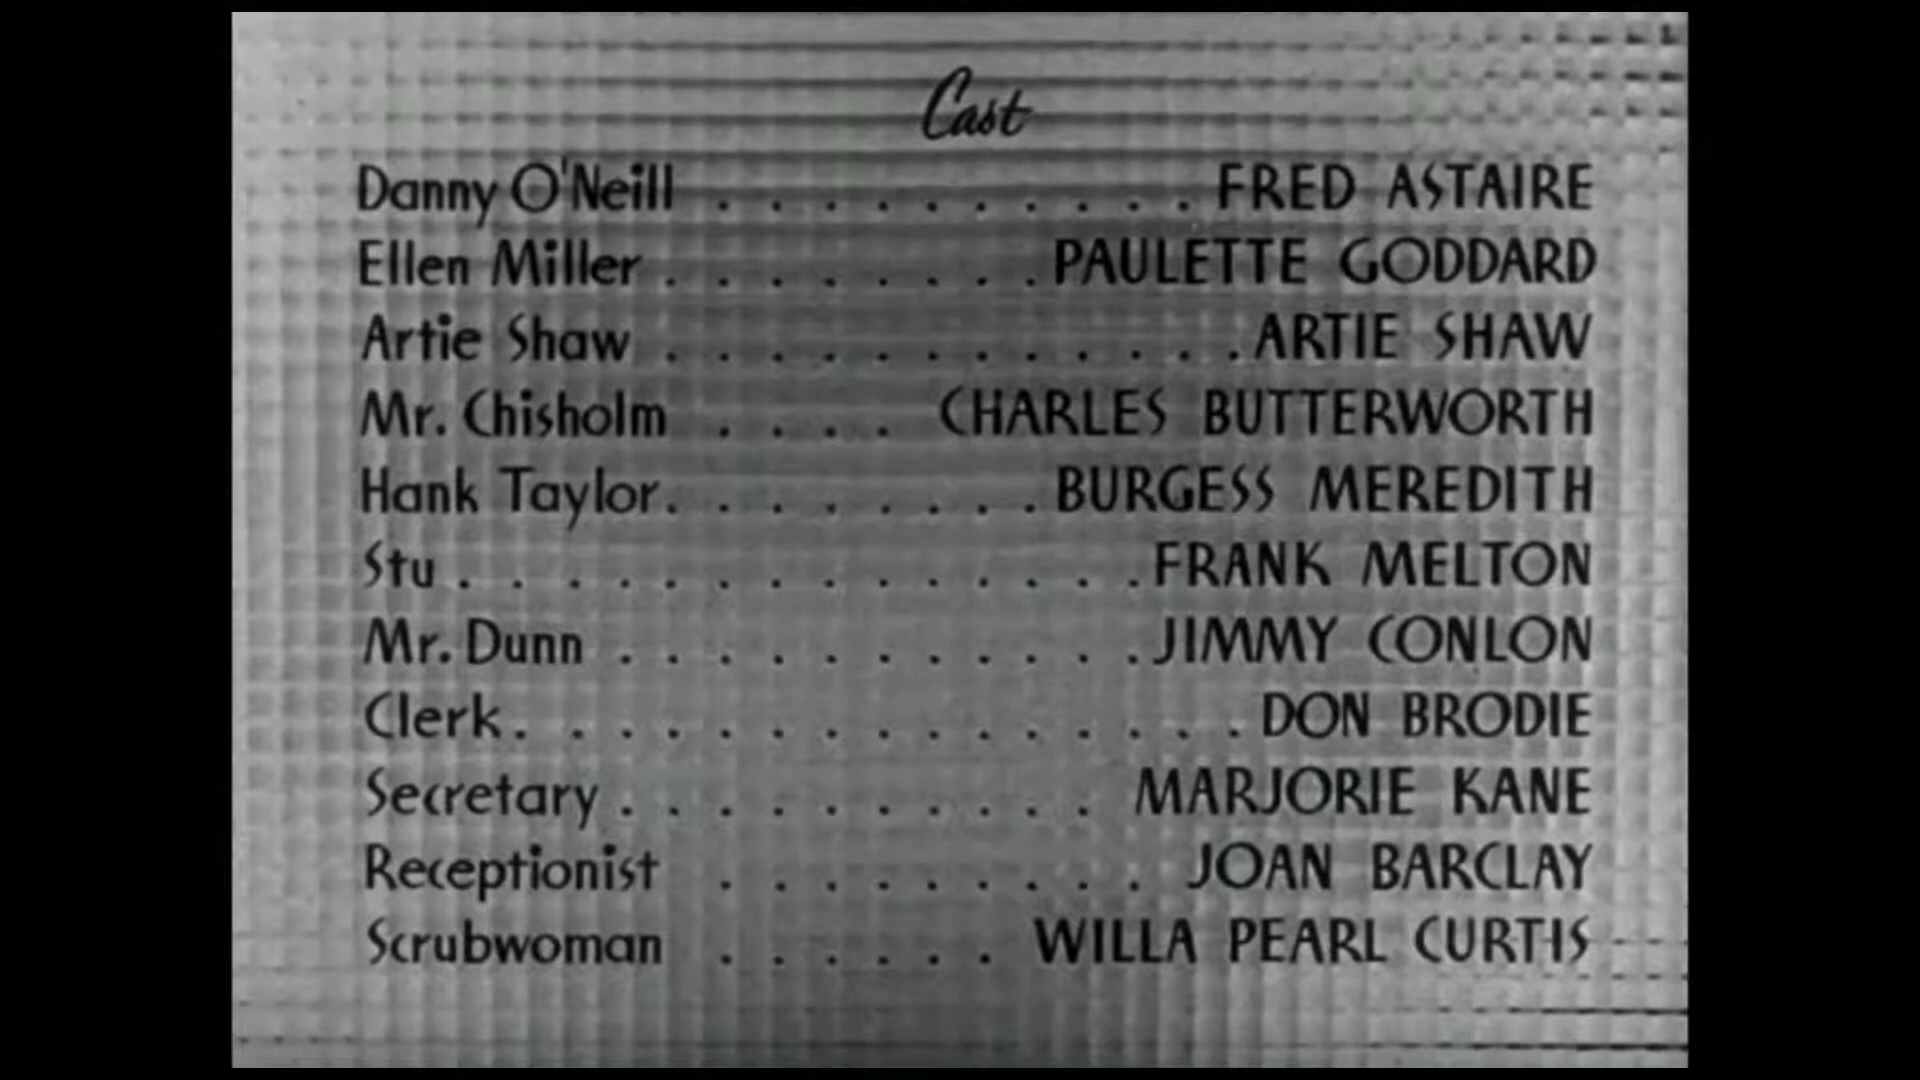 Cast
Danny O'Neill . . . . . . . . . . FRED ASTAIRE
Ellen Miller . . . . . . . . PAULETTE GODDARD
Artie Shaw . . . . . . . . . . . . ARTIE SHAW
Mr. Chisholm . . . . CHARLES BUTTERWORTH
Hank Taylor . . . . . . . . BURGESS MEREDITH
Stu . . . . . . . . . . . . . . FRANK MELTON
Mr. Dunn . . . . . . . . . . . JIMMY CONLON
Clerk . . . . . . . . . . . . . . . DON BRODIE
Secretary . . . . . . . . . . MARJORIE KANE
Receptionist . . . . . . . . . JOAN BARCLAY
Scrubwoman . . . . . . WILLA PEARL CURTIS